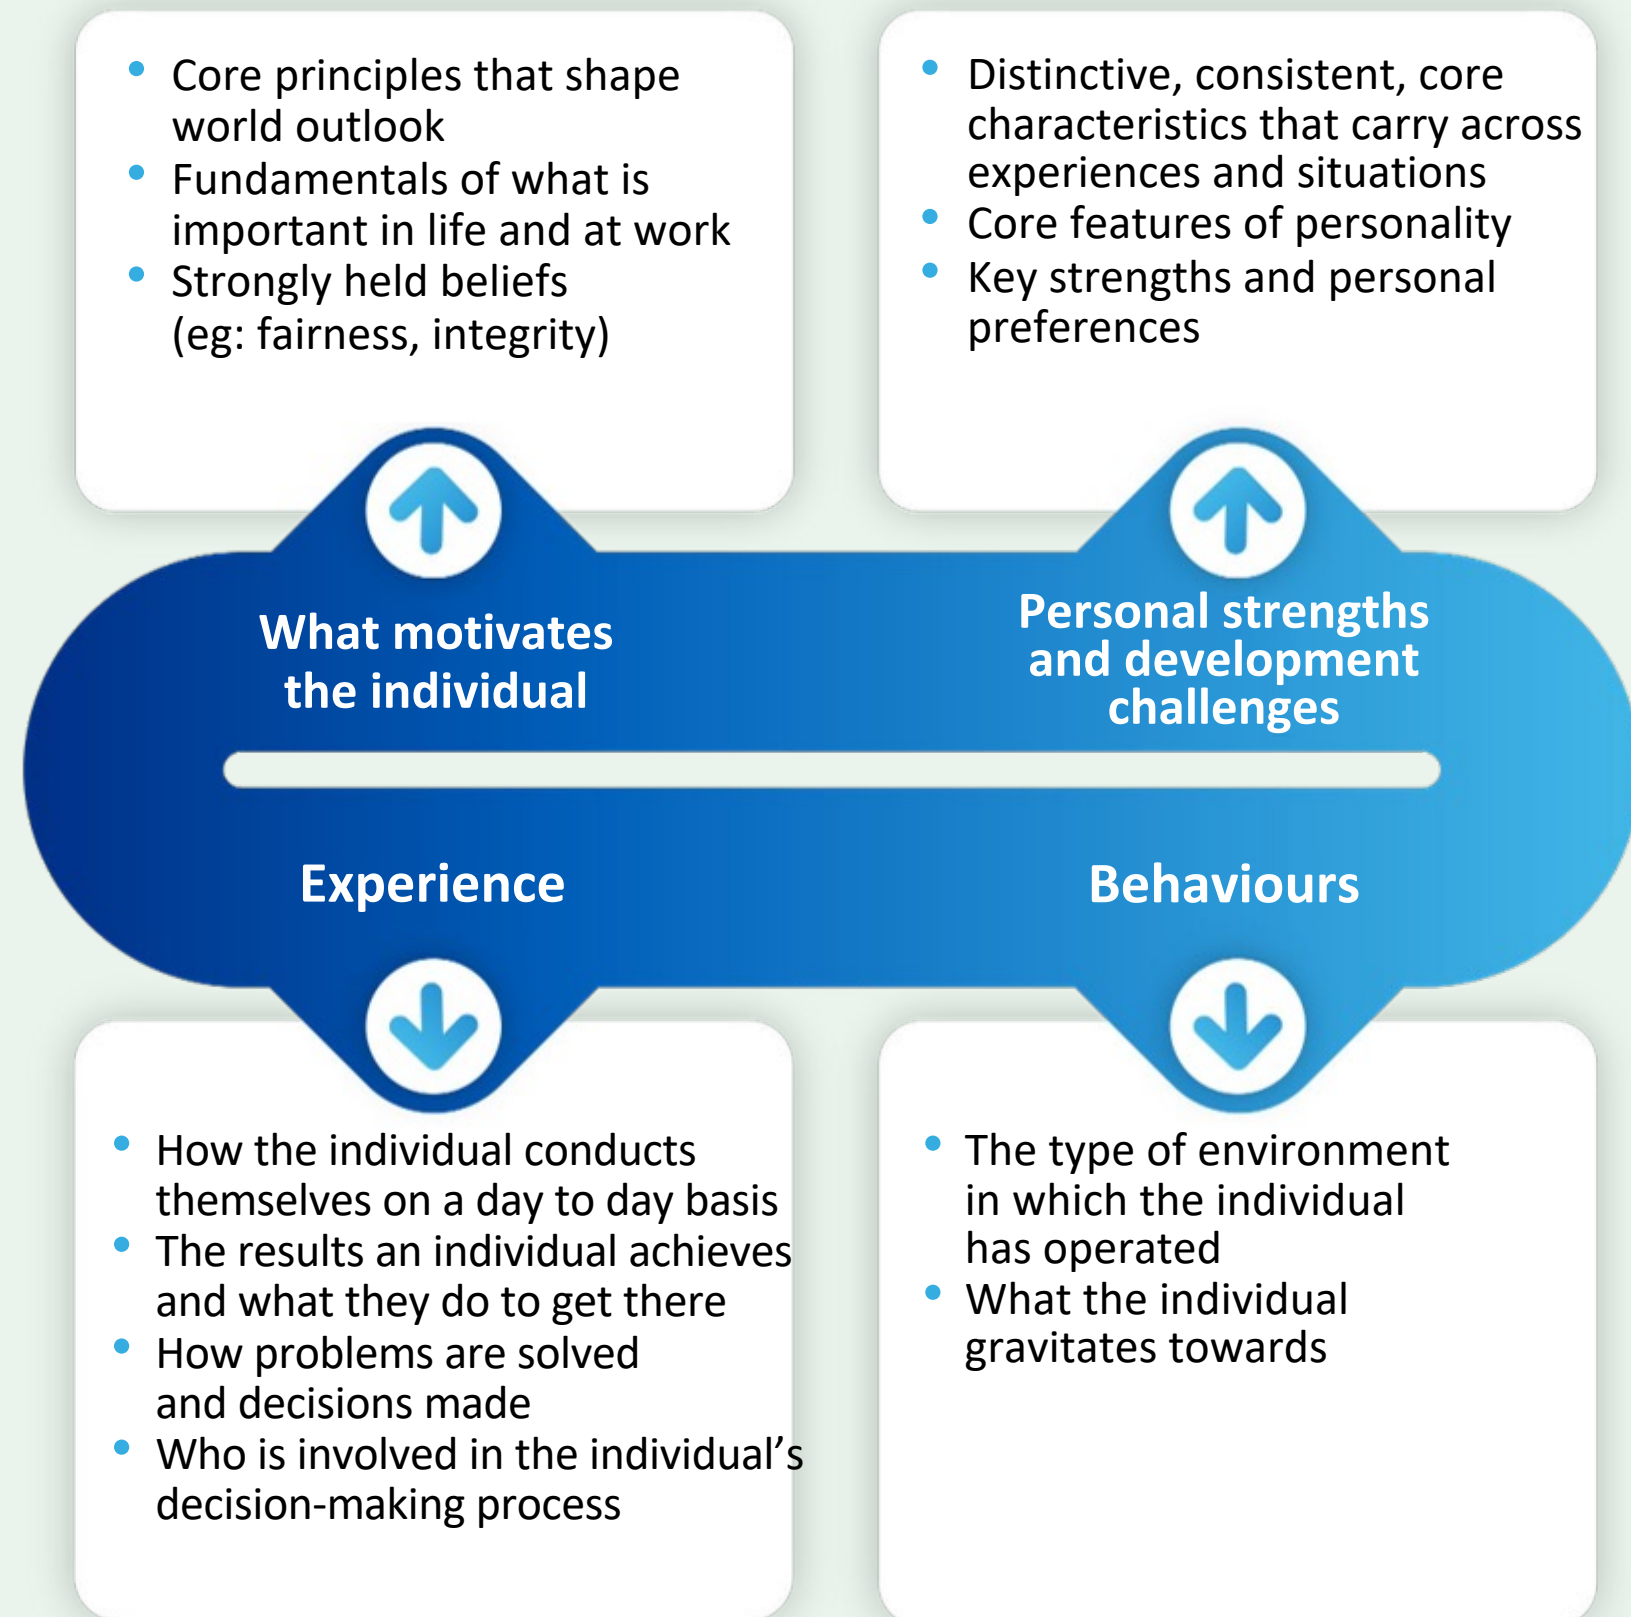 • Core principles that shape
world outlook
• Fundamentals of what is
important in life and at work
• Strongly held beliefs
(eg: fairness, integrity)
• Distinctive, consistent, core
characteristics that carry across
experiences and situations
• Core features of personality
• Key strengths and personal
preferences
What motivates
the individual
Personal strengths
and development
challenges
Experience
Behaviours
• How the individual conducts
themselves on a day to day basis
• The results an individual achieves
and what they do to get there
• How problems are solved
and decisions made
• Who is involved in the individual’s
decision-making process
• The type of environment
in which the individual
has operated
• What the individual
gravitates towards